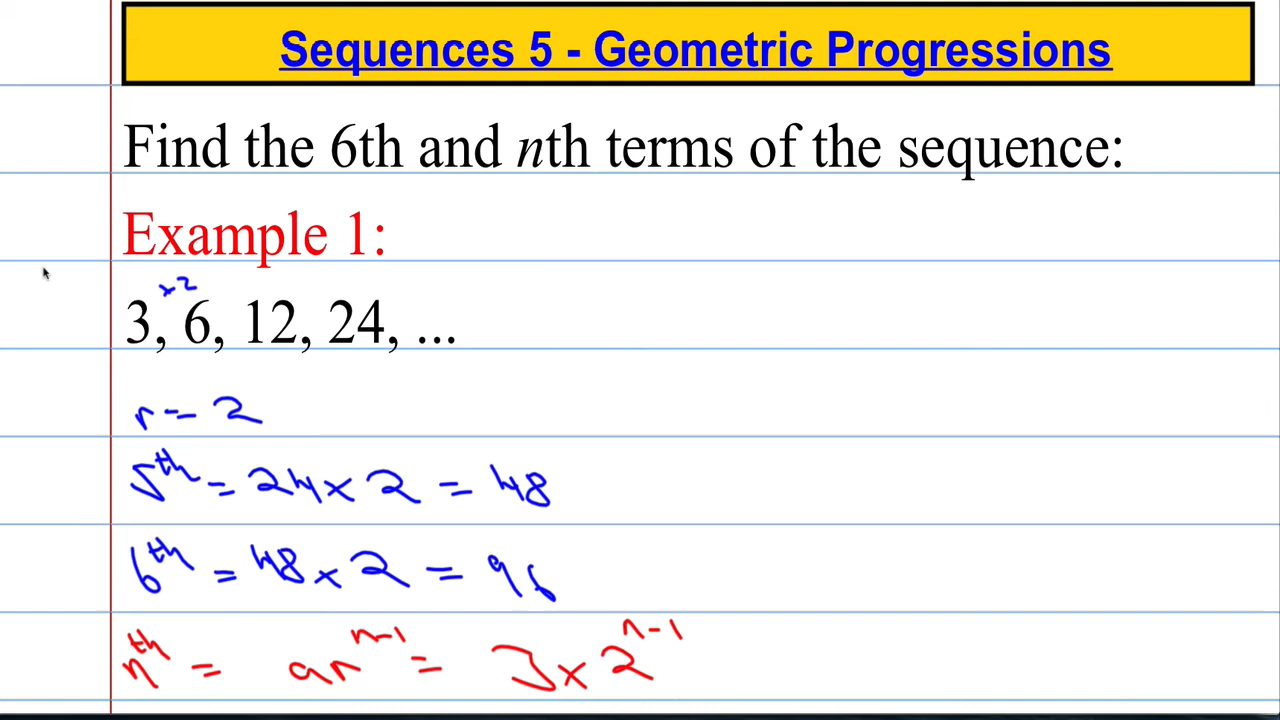 Sequences 5 - Geometric Progressions
Find the 6th and nth terms of the sequence:
Example 1:
×2
3, 6, 12, 24, ...
r = 2
5th = 24 × 2 = 48
6th = 48 × 2 = 96
nth = ar^n-1 = 3 × 2^n-1